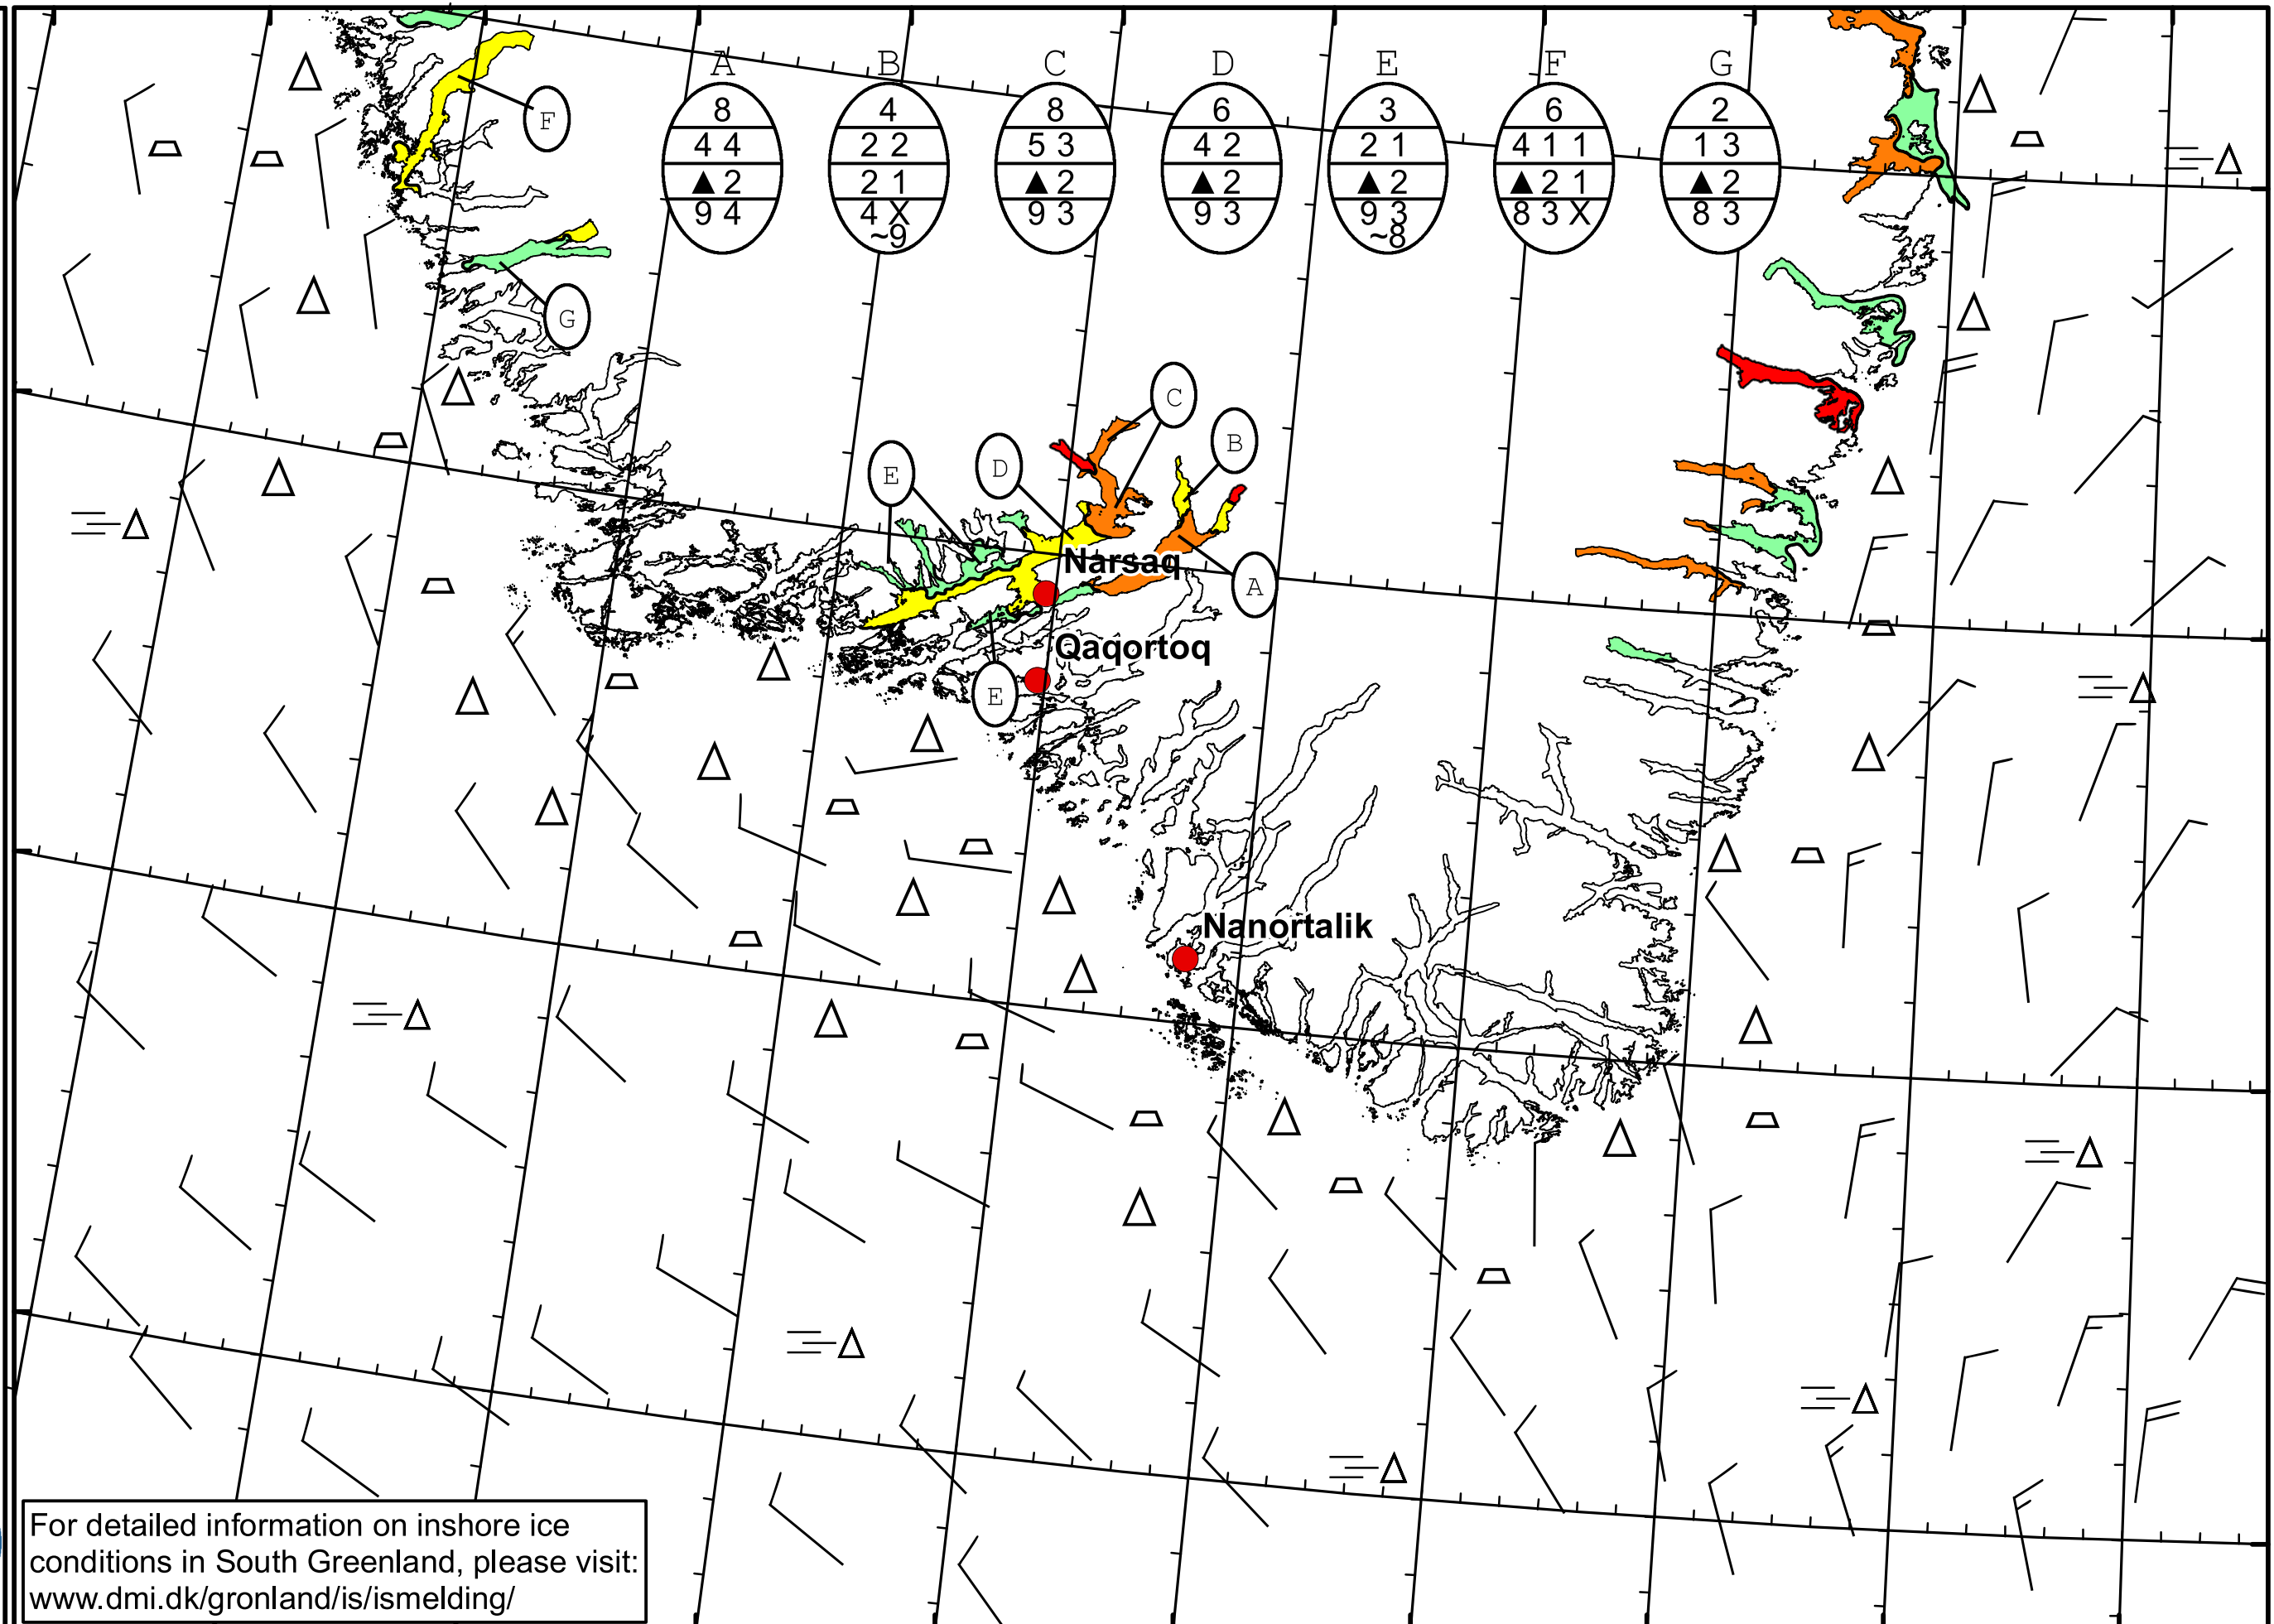 A B C D E F G
8 4 8 6 3 6 2
4 4 2 2 5 3 4 2 2 1 4 1 1 1 3
▲ 2 2 1 ▲ 2 ▲ 2 ▲ 2 ▲ 2 1 ▲ 2
9 4 4 X 9 3 9 3 9 3 8 3 X 8 3
~9 ~8
F
G
C
B
D
E
Narsaq
A
Qaqortoq
E
Nanortalik
For detailed information on inshore ice
conditions in South Greenland, please visit:
www.dmi.dk/gronland/is/ismelding/